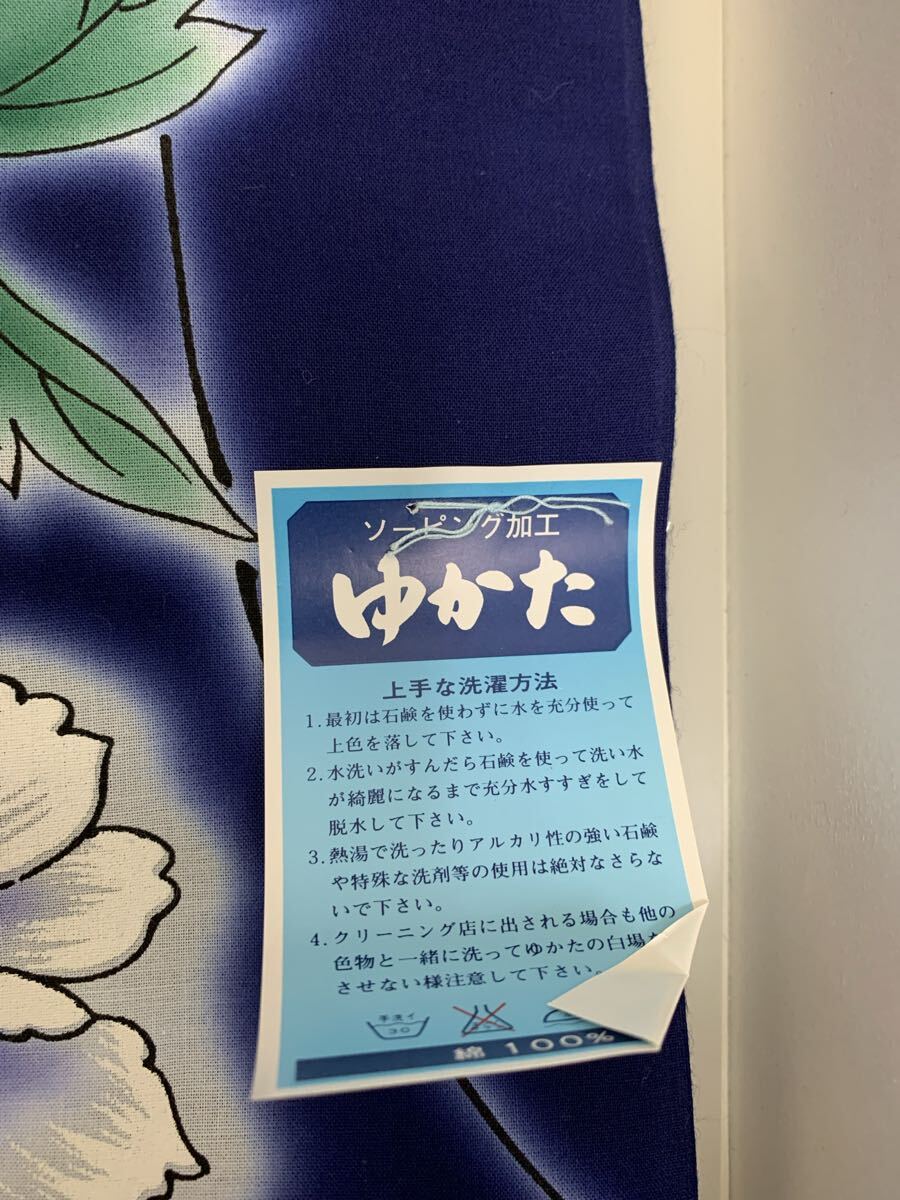 ソーピング加工
ゆかた
上手な洗濯方法
1.最初は石鹸を使わずに水を充分使って
上色を落して下さい。
2.水洗いがすんだら石鹸を使って洗い水
が綺麗になるまで充分水すすぎをして
脱水して下さい。
3.熱湯で洗ったりアルカリ性の強い石鹸
や特殊な洗剤等の使用は絶対なさらな
いで下さい。
4.クリーニング店に出される場合も他の
色物と一緒に洗ってゆかたの白場
させない様注意して下さい。
手洗イ
30
綿 100%